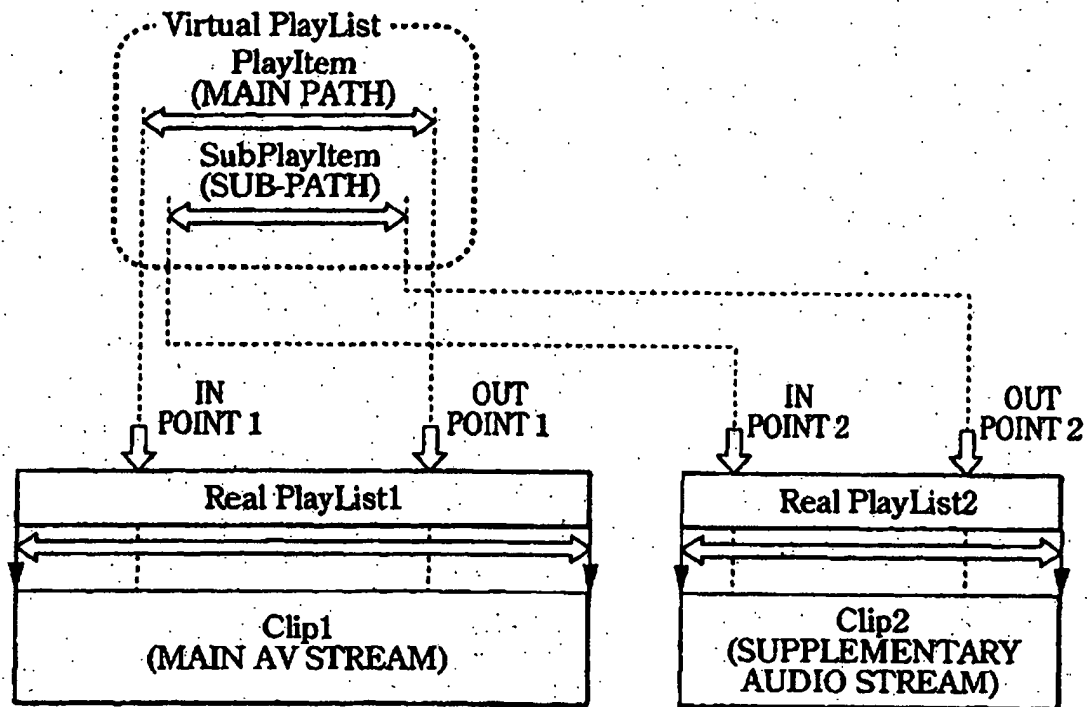 Virtual PlayList
PlayItem
(MAIN PATH)
SubPlayItem
(SUB-PATH)
IN
POINT 1
OUT
POINT 1
IN
POINT 2
OUT
POINT 2
Real PlayList1
Real PlayList2
Clip1
(MAIN AV STREAM)
Clip2
(SUPPLEMENTARY
AUDIO STREAM)